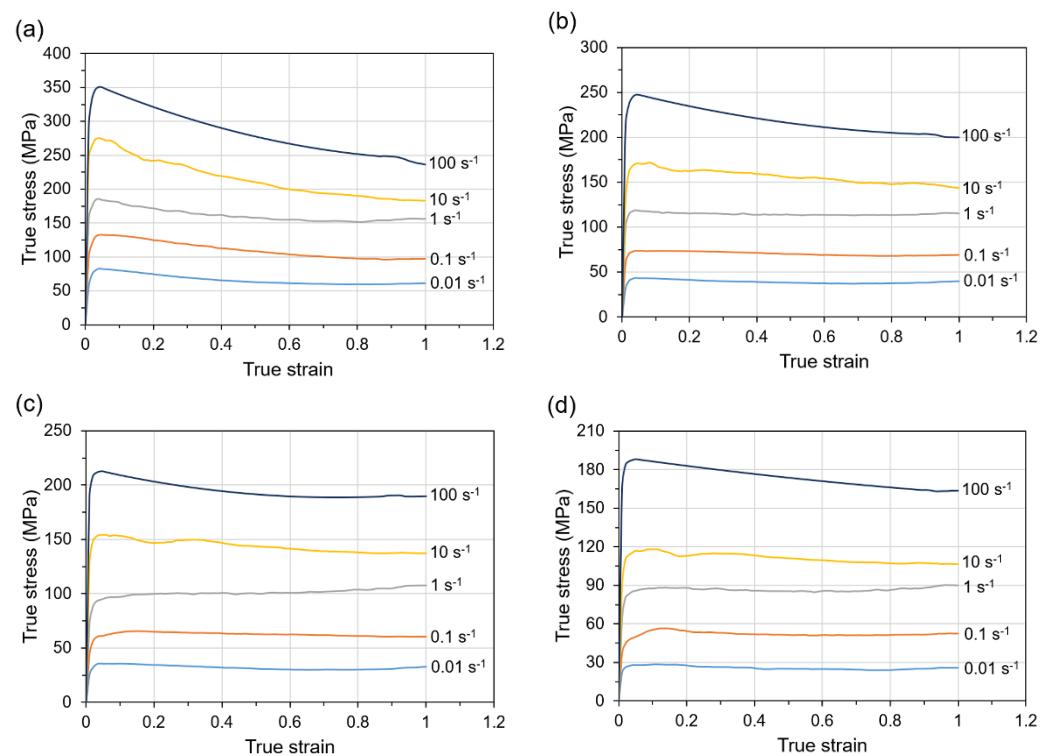 (a)
400
350
300
250
200
150
100
50
0
True stress (MPa)
0 0.2 0.4 0.6 0.8 1 1.2
True strain
100 s-1
10 s-1
1 s-1
0.1 s-1
0.01 s-1
(b)
300
250
200
150
100
50
0
True stress (MPa)
0 0.2 0.4 0.6 0.8 1 1.2
True strain
100 s-1
10 s-1
1 s-1
0.1 s-1
0.01 s-1
(c)
250
200
150
100
50
0
True stress (MPa)
0 0.2 0.4 0.6 0.8 1 1.2
True strain
100 s-1
10 s-1
1 s-1
0.1 s-1
0.01 s-1
(d)
210
180
150
120
90
60
30
0
True stress (MPa)
0 0.2 0.4 0.6 0.8 1 1.2
True strain
100 s-1
10 s-1
1 s-1
0.1 s-1
0.01 s-1